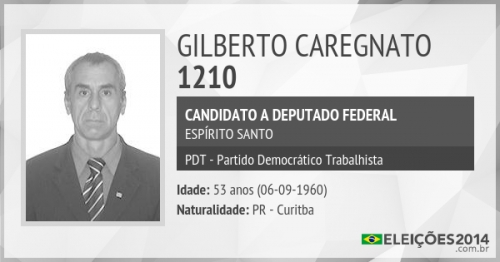 GILBERTO CAREGNATO
1210
CANDIDATO A DEPUTADO FEDERAL
ESPÍRITO SANTO
PDT - Partido Democrático Trabalhista
Idade: 53 anos (06-09-1960)
Naturalidade: PR - Curitba
ELEIÇÕES2014
.com.br